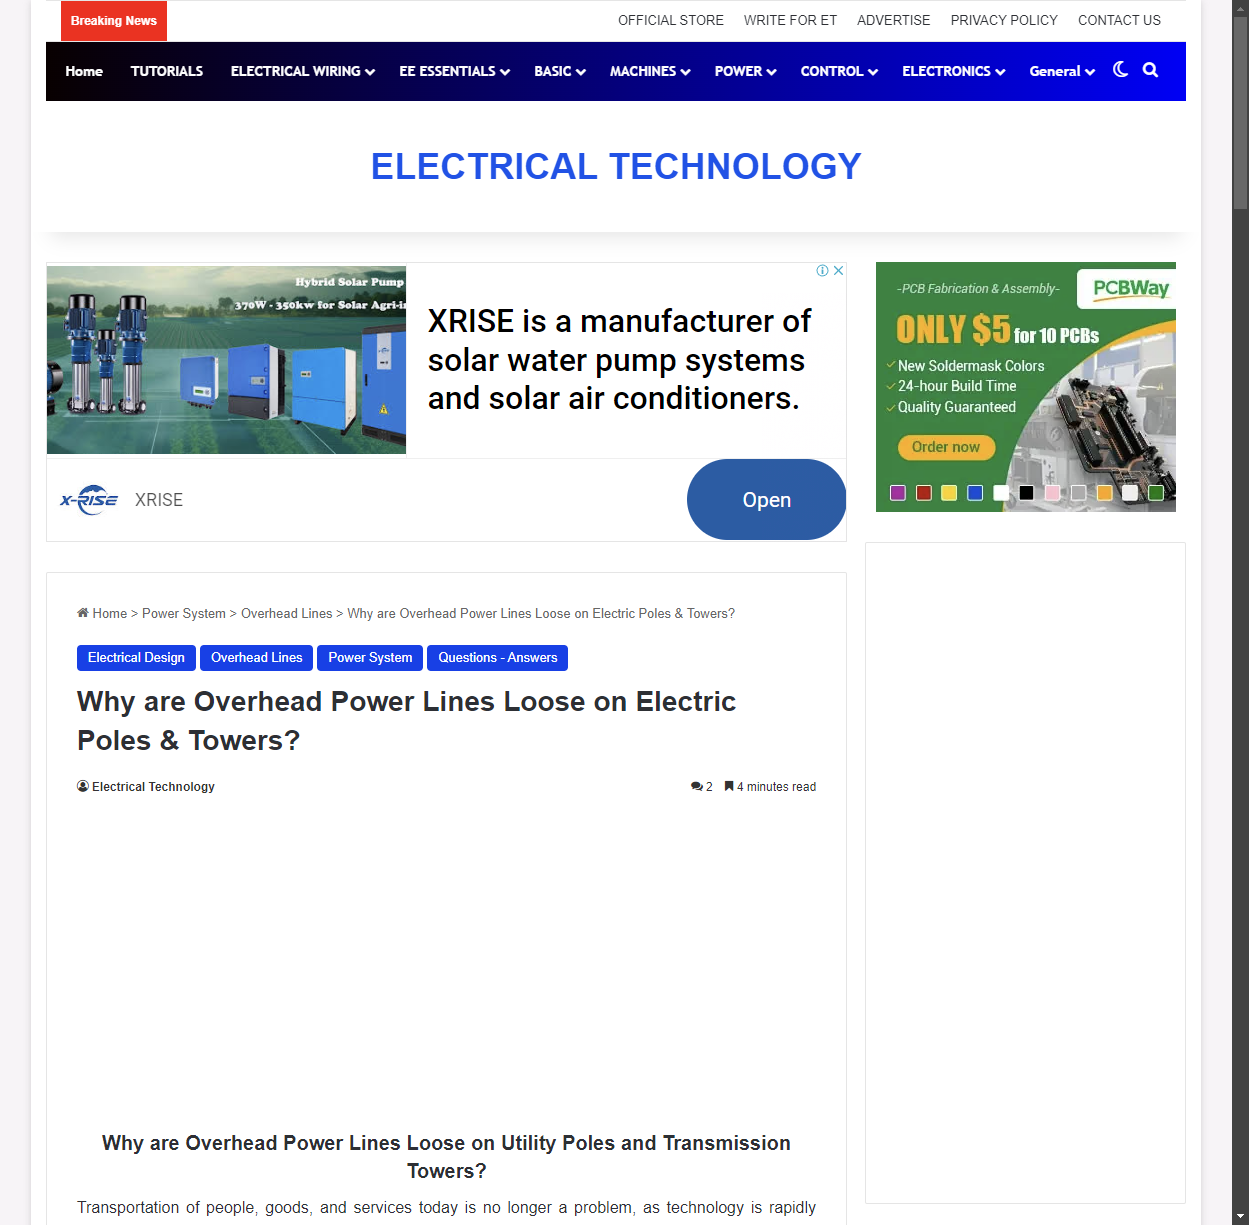 Breaking News
OFFICIAL STORE WRITE FOR ET ADVERTISE PRIVACY POLICY CONTACT US
Home TUTORIALS ELECTRICAL WIRING EE ESSENTIALS BASIC MACHINES POWER CONTROL ELECTRONICS General
ELECTRICAL TECHNOLOGY
Hybrid Solar Pump
370W - 350kw for Solar Agri-i
XRISE is a manufacturer of
solar water pump systems
and solar air conditioners.
X-RISE
XRISE
Open
-PCB Fabrication & Assembly-
PCBWay
ONLY $5 for 10 PCBs
New Soldermask Colors
24-hour Build Time
Quality Guaranteed
Order now
Home > Power System > Overhead Lines > Why are Overhead Power Lines Loose on Electric Poles & Towers?
Electrical Design Overhead Lines Power System Questions - Answers
Why are Overhead Power Lines Loose on Electric
Poles & Towers?
Electrical Technology
2 4 minutes read
Why are Overhead Power Lines Loose on Utility Poles and Transmission
Towers?
Transportation of people, goods, and services today is no longer a problem, as technology is rapidly